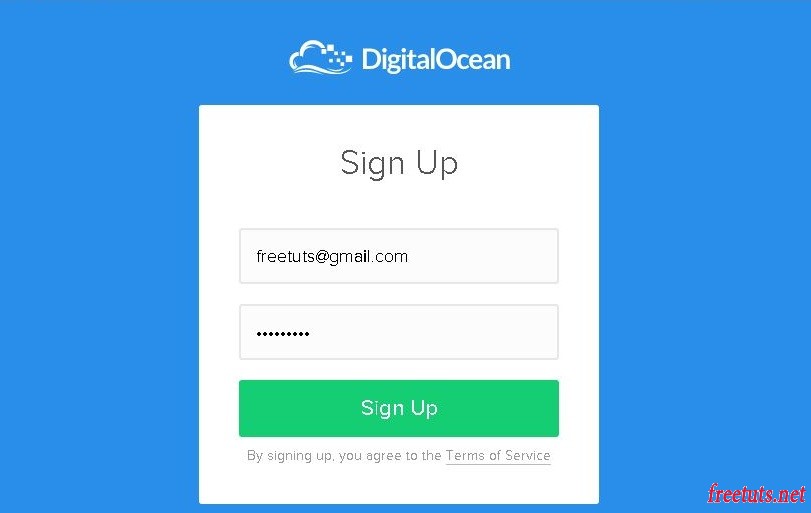 DigitalOcean
Sign Up
freetuts@gmail.com
•••••••••
Sign Up
By signing up, you agree to the Terms of Service
freetuts.net